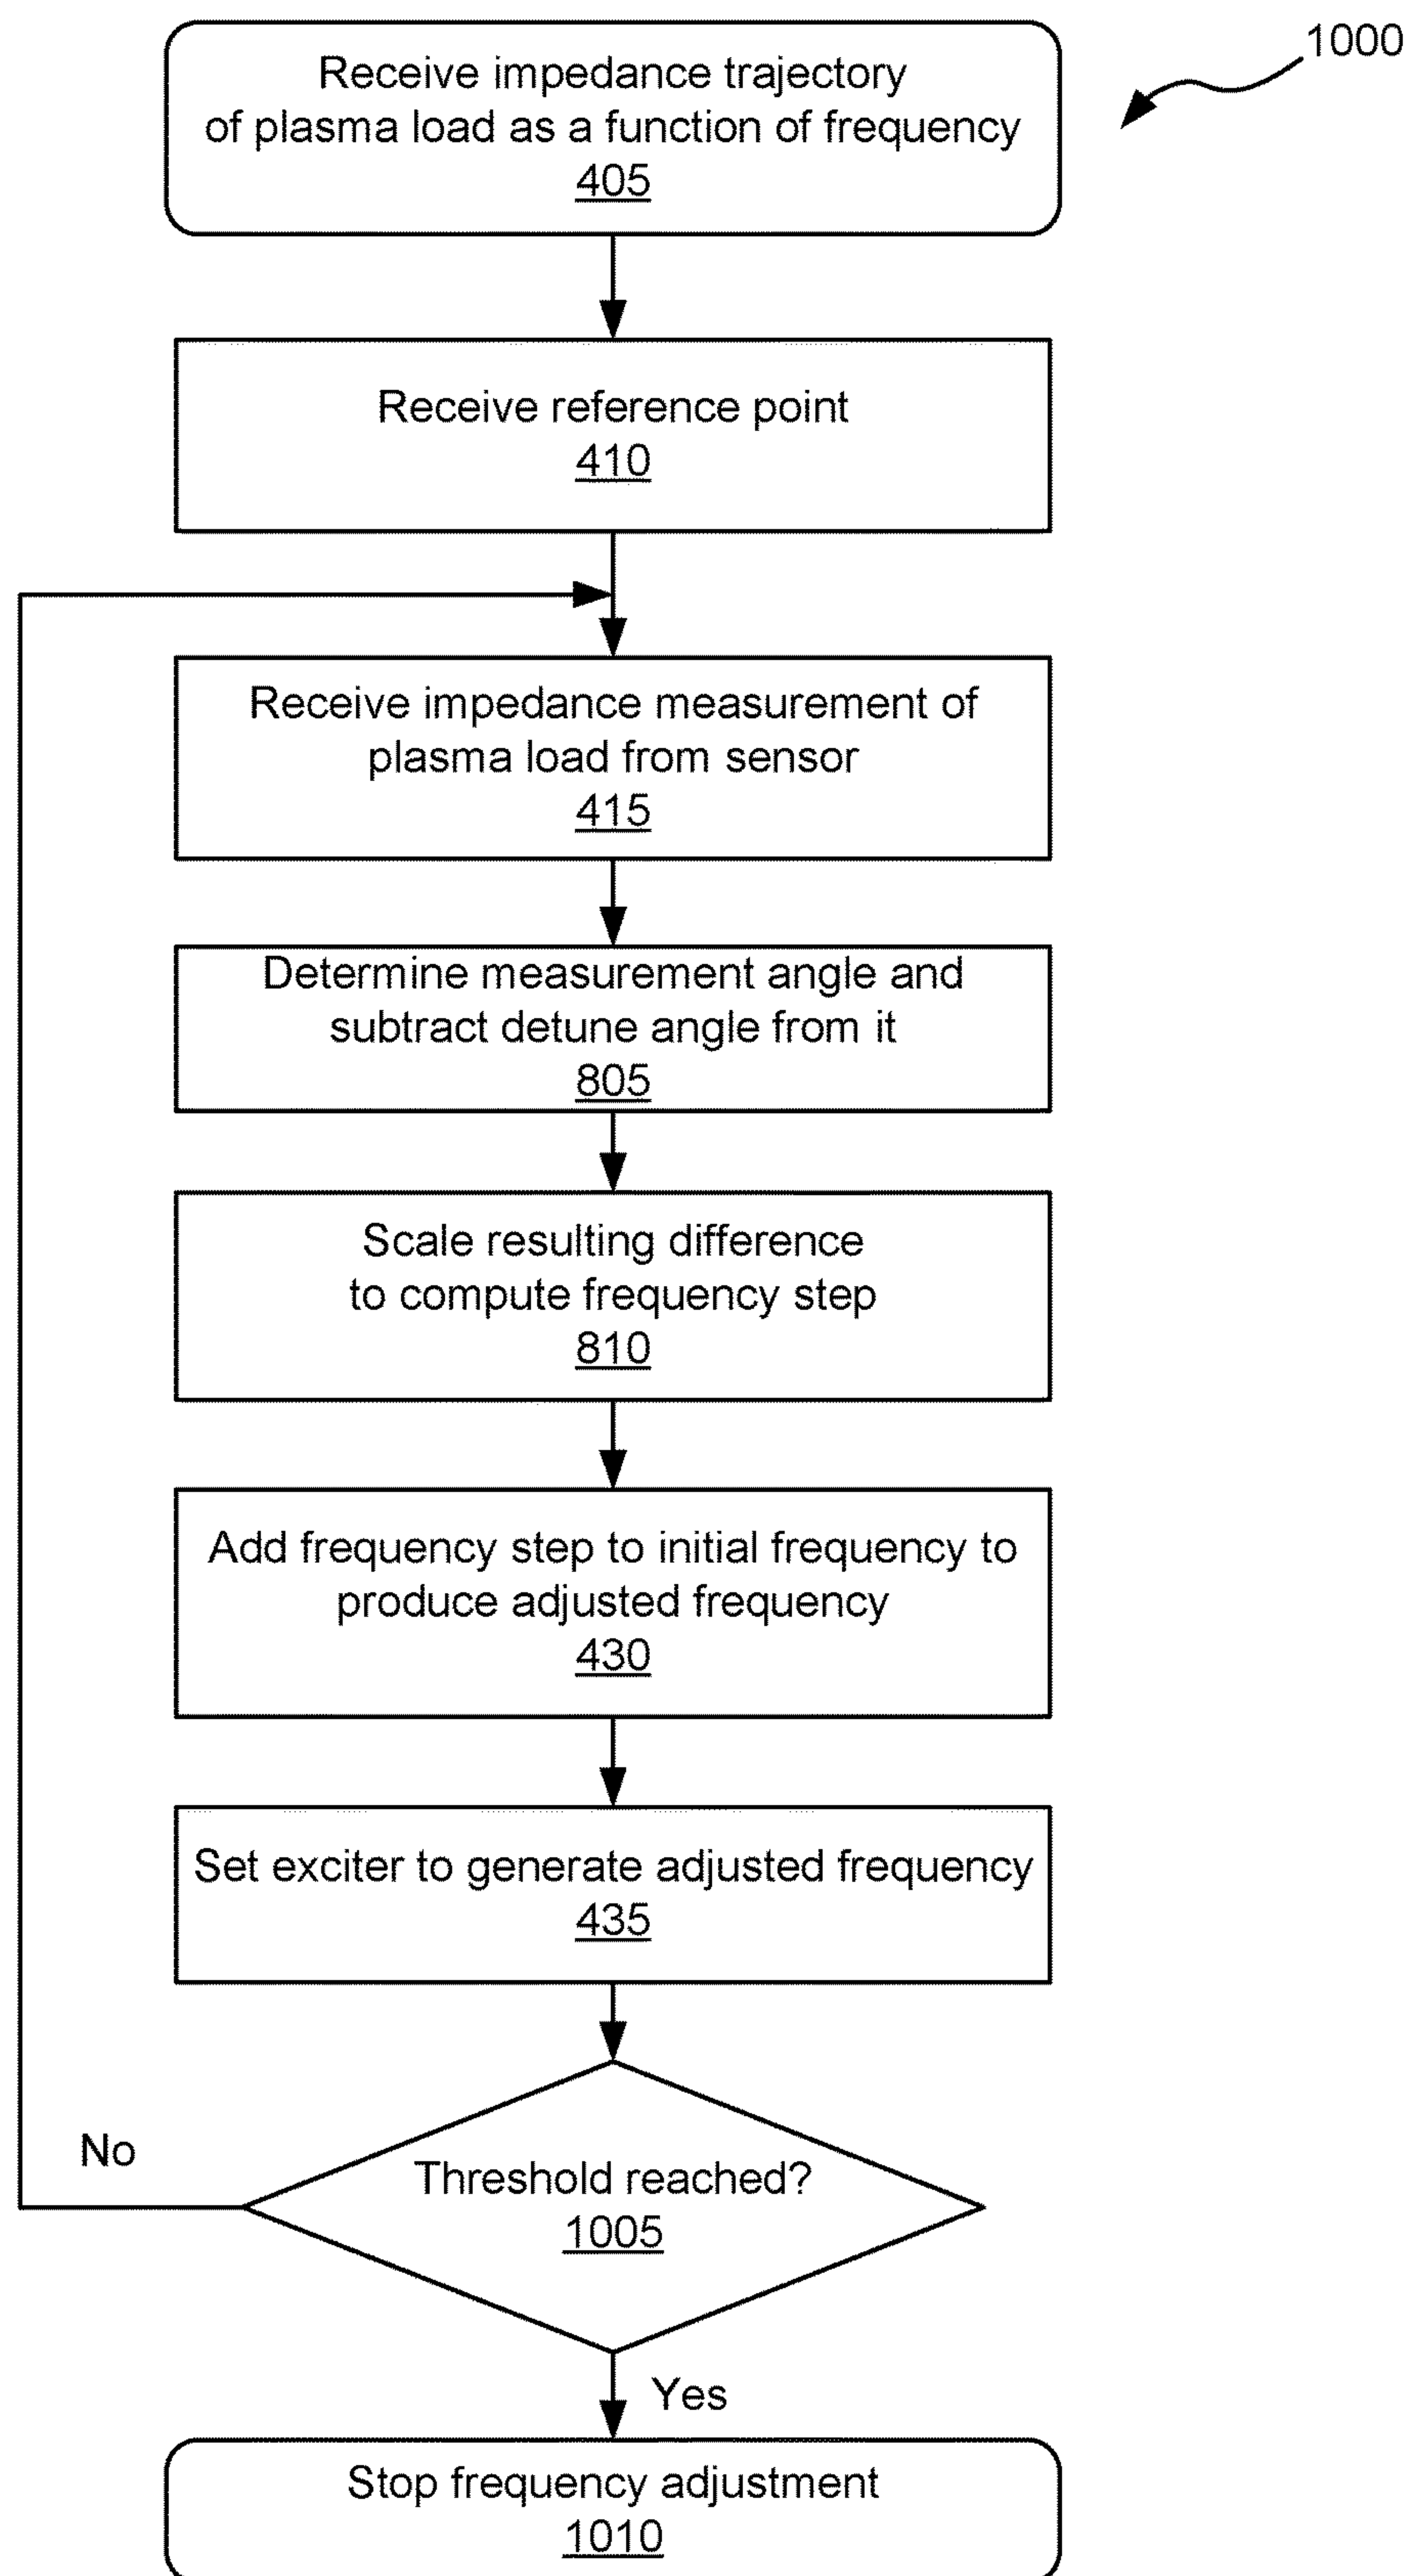 1000
Receive impedance trajectory
of plasma load as a function of frequency
405
Receive reference point
410
Receive impedance measurement of
plasma load from sensor
415
Determine measurement angle and
subtract detune angle from it
805
Scale resulting difference
to compute frequency step
810
Add frequency step to initial frequency to
produce adjusted frequency
430
Set exciter to generate adjusted frequency
435
No
Threshold reached?
1005
Yes
Stop frequency adjustment
1010